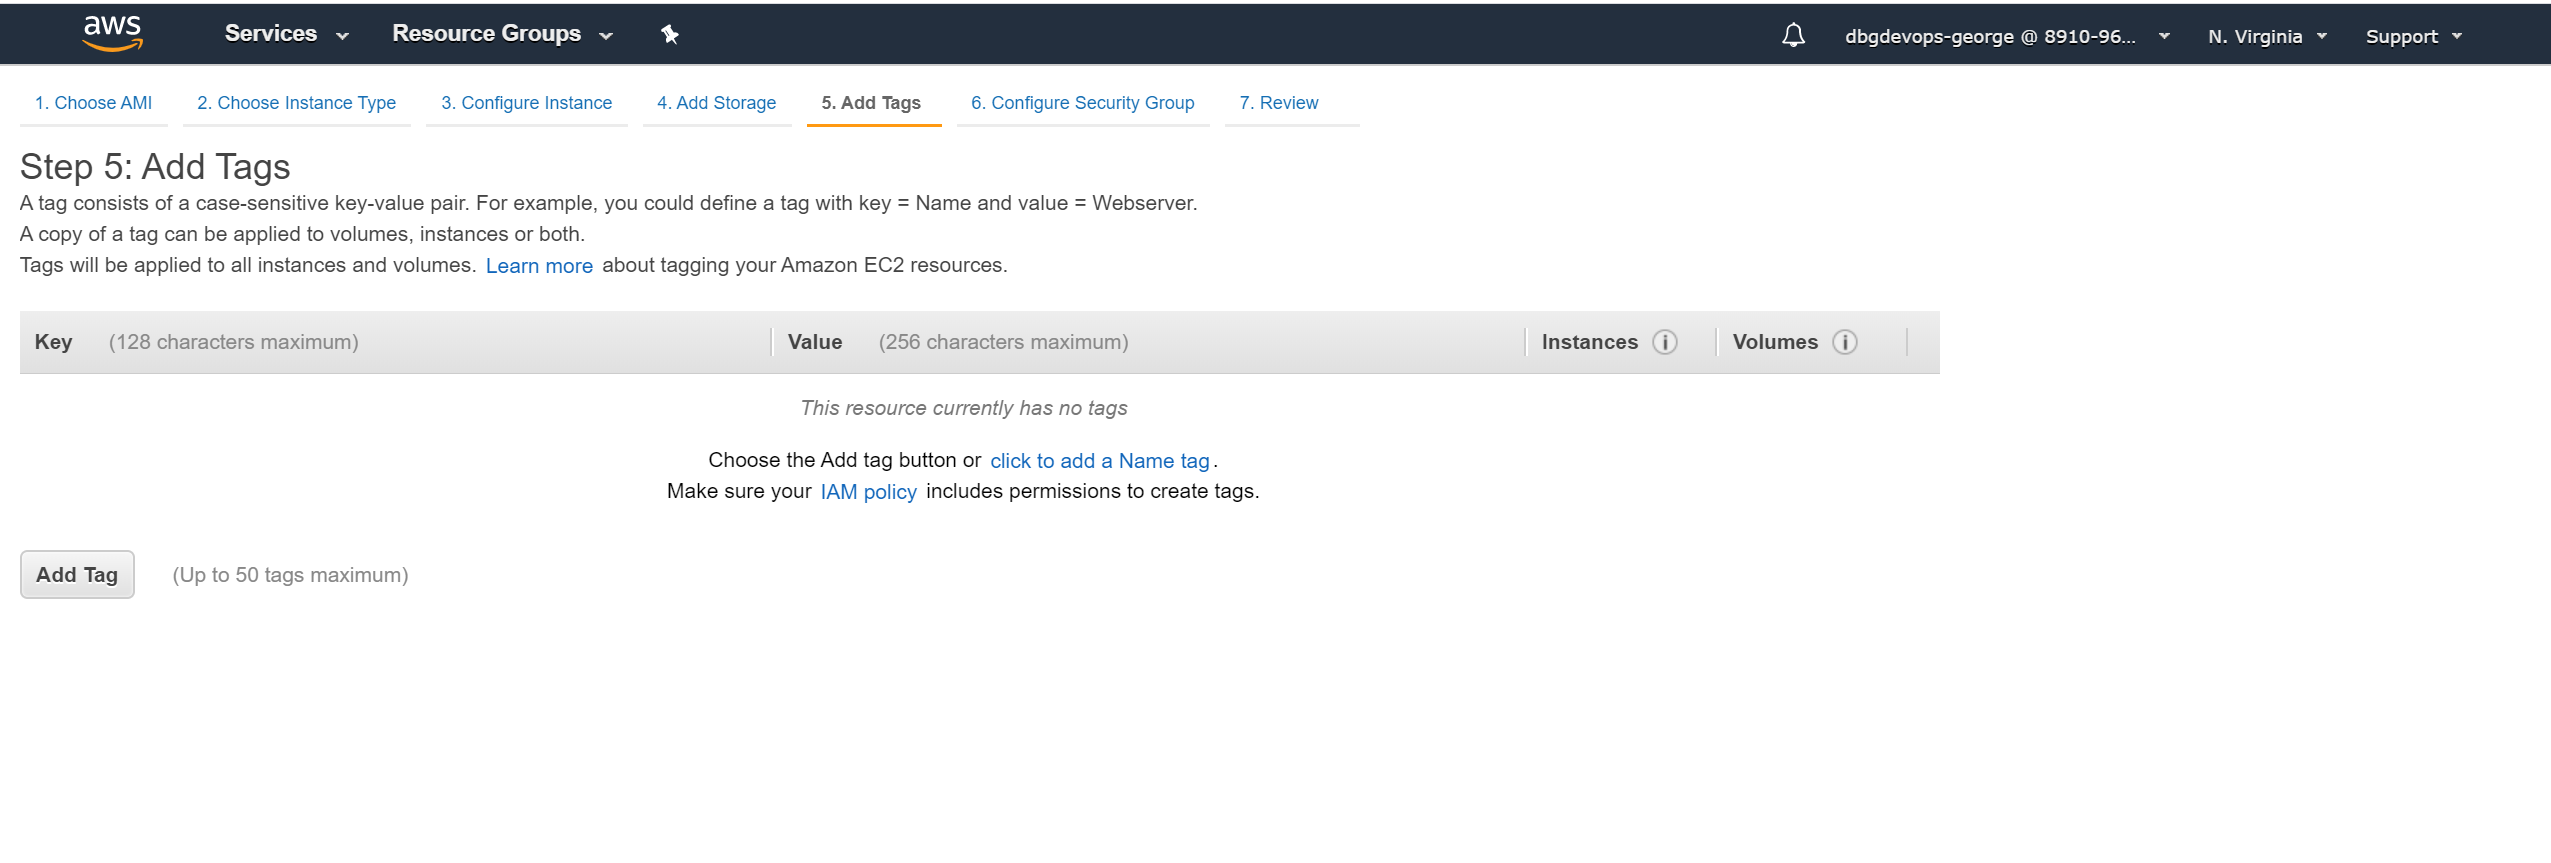 aws Services Resource Groups dbgdevops-george @ 8910-96... N. Virginia Support
1. Choose AMI 2. Choose Instance Type 3. Configure Instance 4. Add Storage 5. Add Tags 6. Configure Security Group 7. Review
Step 5: Add Tags
A tag consists of a case-sensitive key-value pair. For example, you could define a tag with key = Name and value = Webserver.
A copy of a tag can be applied to volumes, instances or both.
Tags will be applied to all instances and volumes. Learn more about tagging your Amazon EC2 resources.
Key (128 characters maximum) Value (256 characters maximum) Instances i Volumes i
This resource currently has no tags
Choose the Add tag button or click to add a Name tag.
Make sure your IAM policy includes permissions to create tags.
Add Tag (Up to 50 tags maximum)